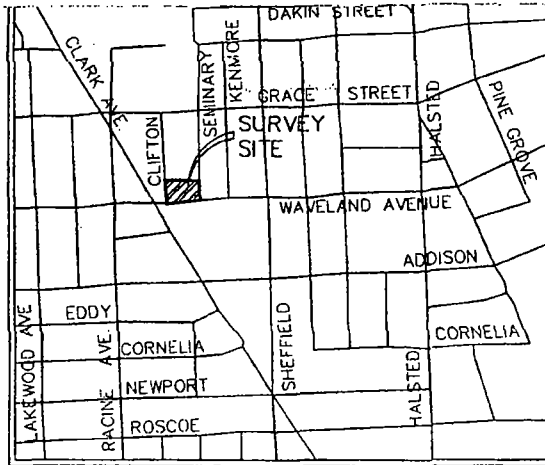 DAKIN STREET
CLARK AVE.
SEMINARY
KENMORE
GRACE STREET
HALSTED
PINE GROVE
CLIFTON
SURVEY
SITE
WAVELAND AVENUE
ADDISON
EDDY
CORNELIA
CORNELIA
LAKEWOOD AVE
RACINE AVE.
SHEFFIELD
HALSTED
NEWPORT
ROSCOE